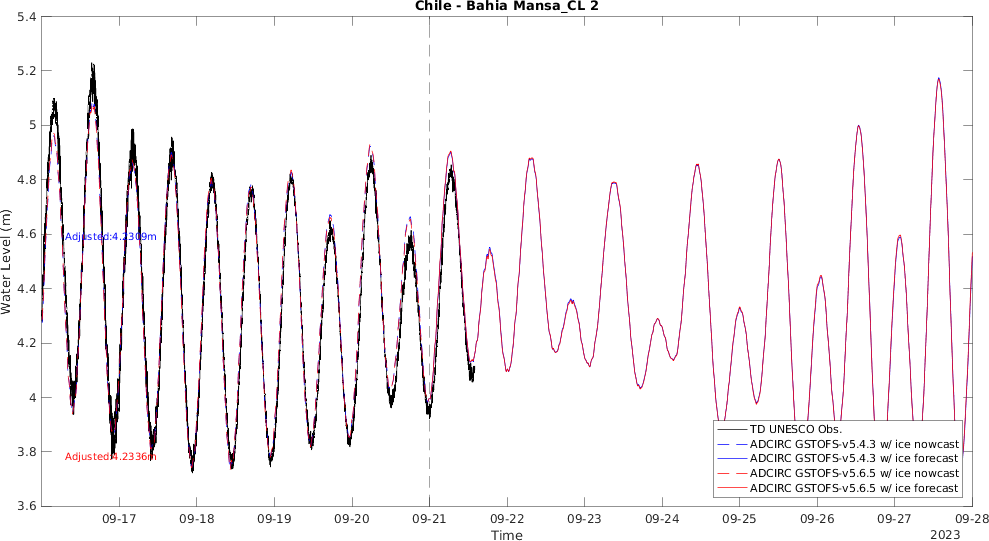 Chile - Bahia Mansa_CL 2
5.4
5.2
5
4.8
4.6
4.4
4.2
4
3.8
3.6
Water Level (m)
Adjusted:4.2309m
Adjusted:4.2336m
TD UNESCO Obs.
ADCIRC GSTOFS-v5.4.3 w/ ice nowcast
ADCIRC GSTOFS-v5.4.3 w/ ice forecast
ADCIRC GSTOFS-v5.6.5 w/ ice nowcast
ADCIRC GSTOFS-v5.6.5 w/ ice forecast
09-17 09-18 09-19 09-20 09-21 09-22 09-23 09-24 09-25 09-26 09-27 09-28
Time
2023